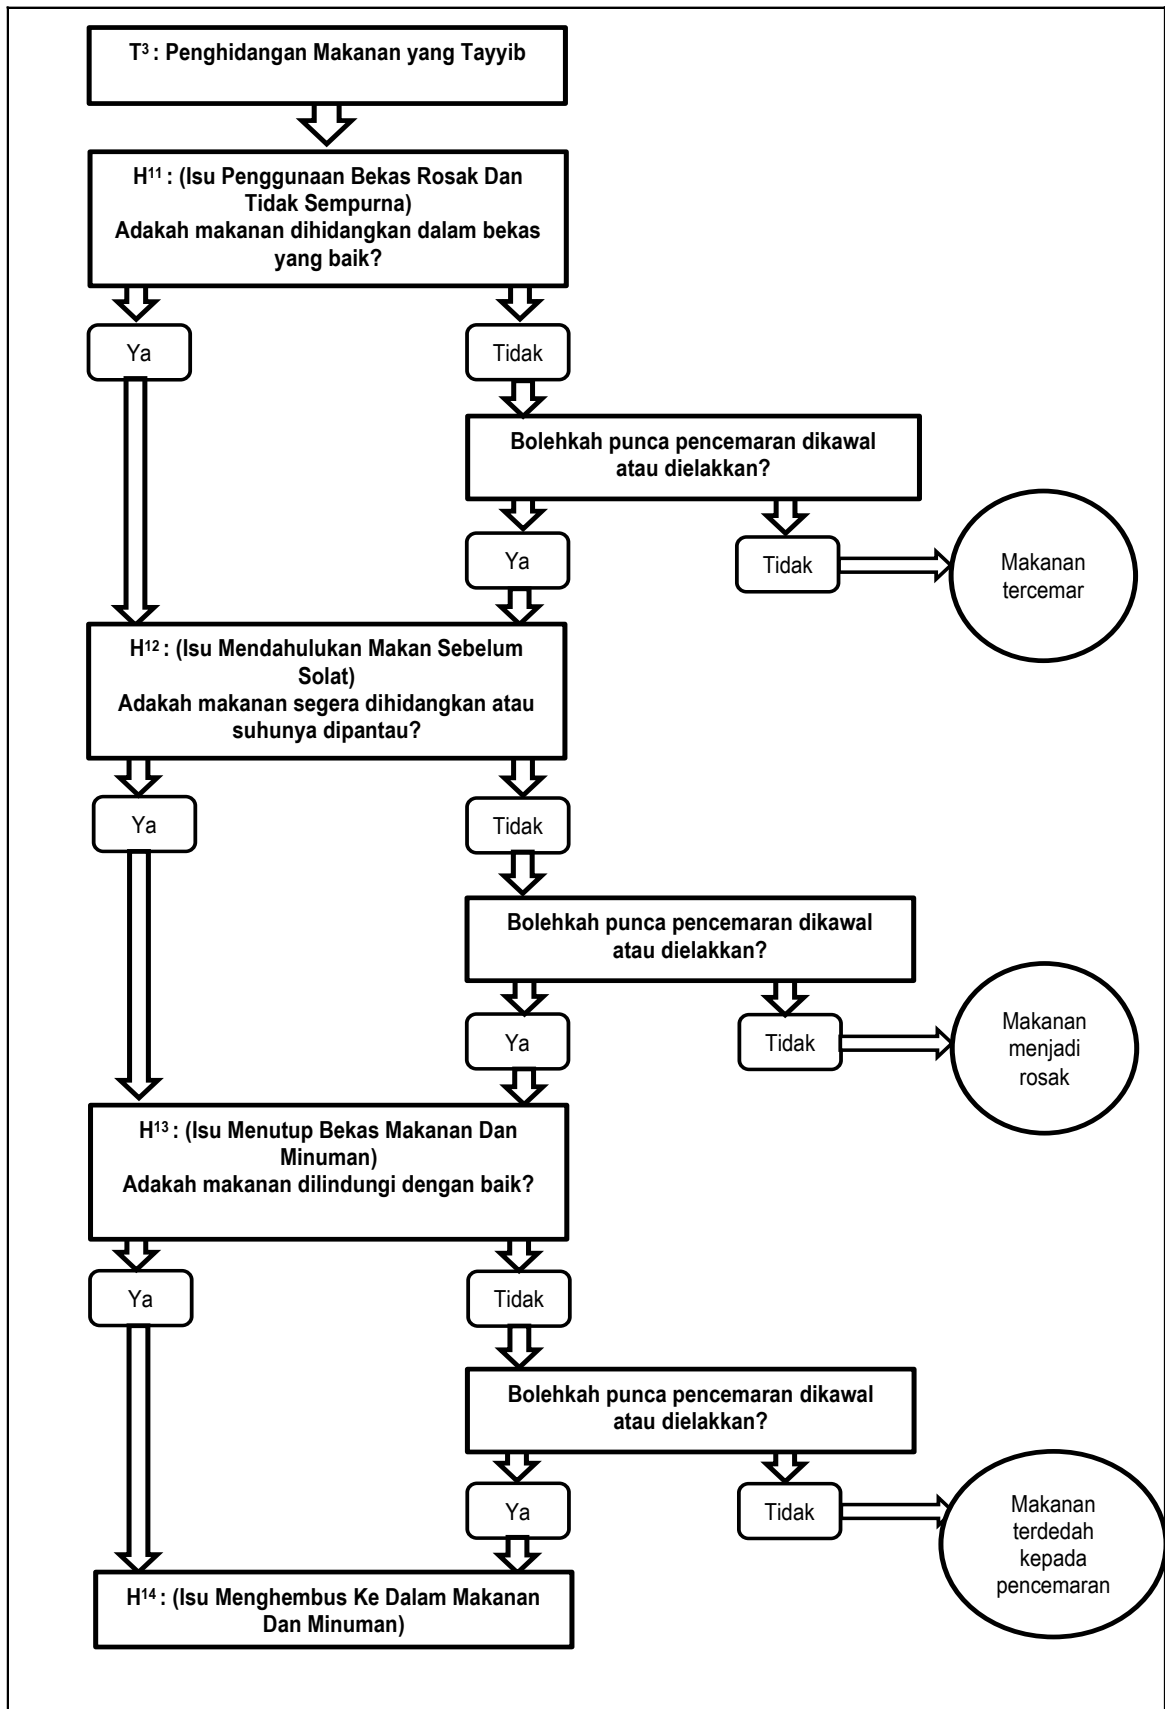 T³ : Penghidangan Makanan yang Tayyib
H¹¹ : (Isu Penggunaan Bekas Rosak Dan
Tidak Sempurna)
Adakah makanan dihidangkan dalam bekas
yang baik?
Ya
Tidak
Bolehkah punca pencemaran dikawal
atau dielakkan?
Ya
Tidak
Makanan
tercemar
H¹² : (Isu Mendahulukan Makan Sebelum
Solat)
Adakah makanan segera dihidangkan atau
suhunya dipantau?
Ya
Tidak
Bolehkah punca pencemaran dikawal
atau dielakkan?
Ya
Tidak
Makanan
menjadi
rosak
H¹³ : (Isu Menutup Bekas Makanan Dan
Minuman)
Adakah makanan dilindungi dengan baik?
Ya
Tidak
Bolehkah punca pencemaran dikawal
atau dielakkan?
Ya
Tidak
Makanan
terdedah
kepada
pencemaran
H¹⁴ : (Isu Menghembus Ke Dalam Makanan
Dan Minuman)